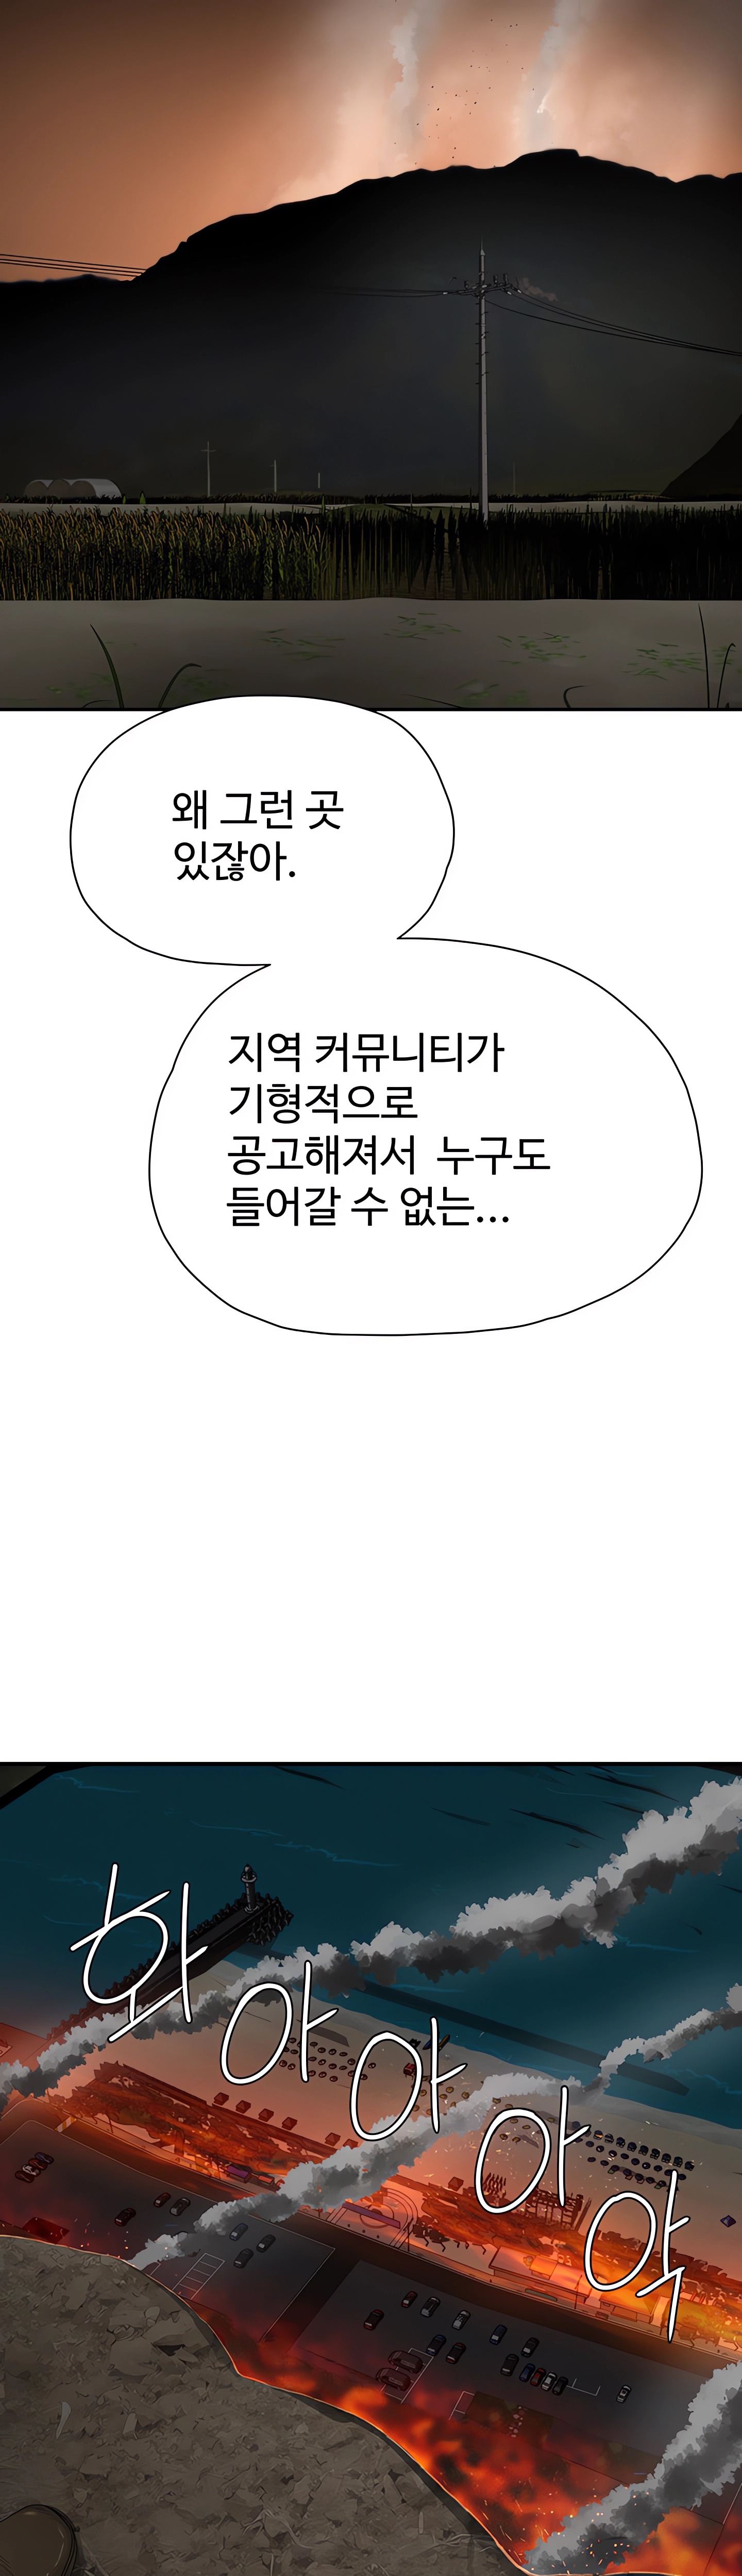 왜 그런 곳
있잖아.
지역 커뮤니티가
기형적으로
공고해져서 누구도
들어갈 수 없는...
화아아아악